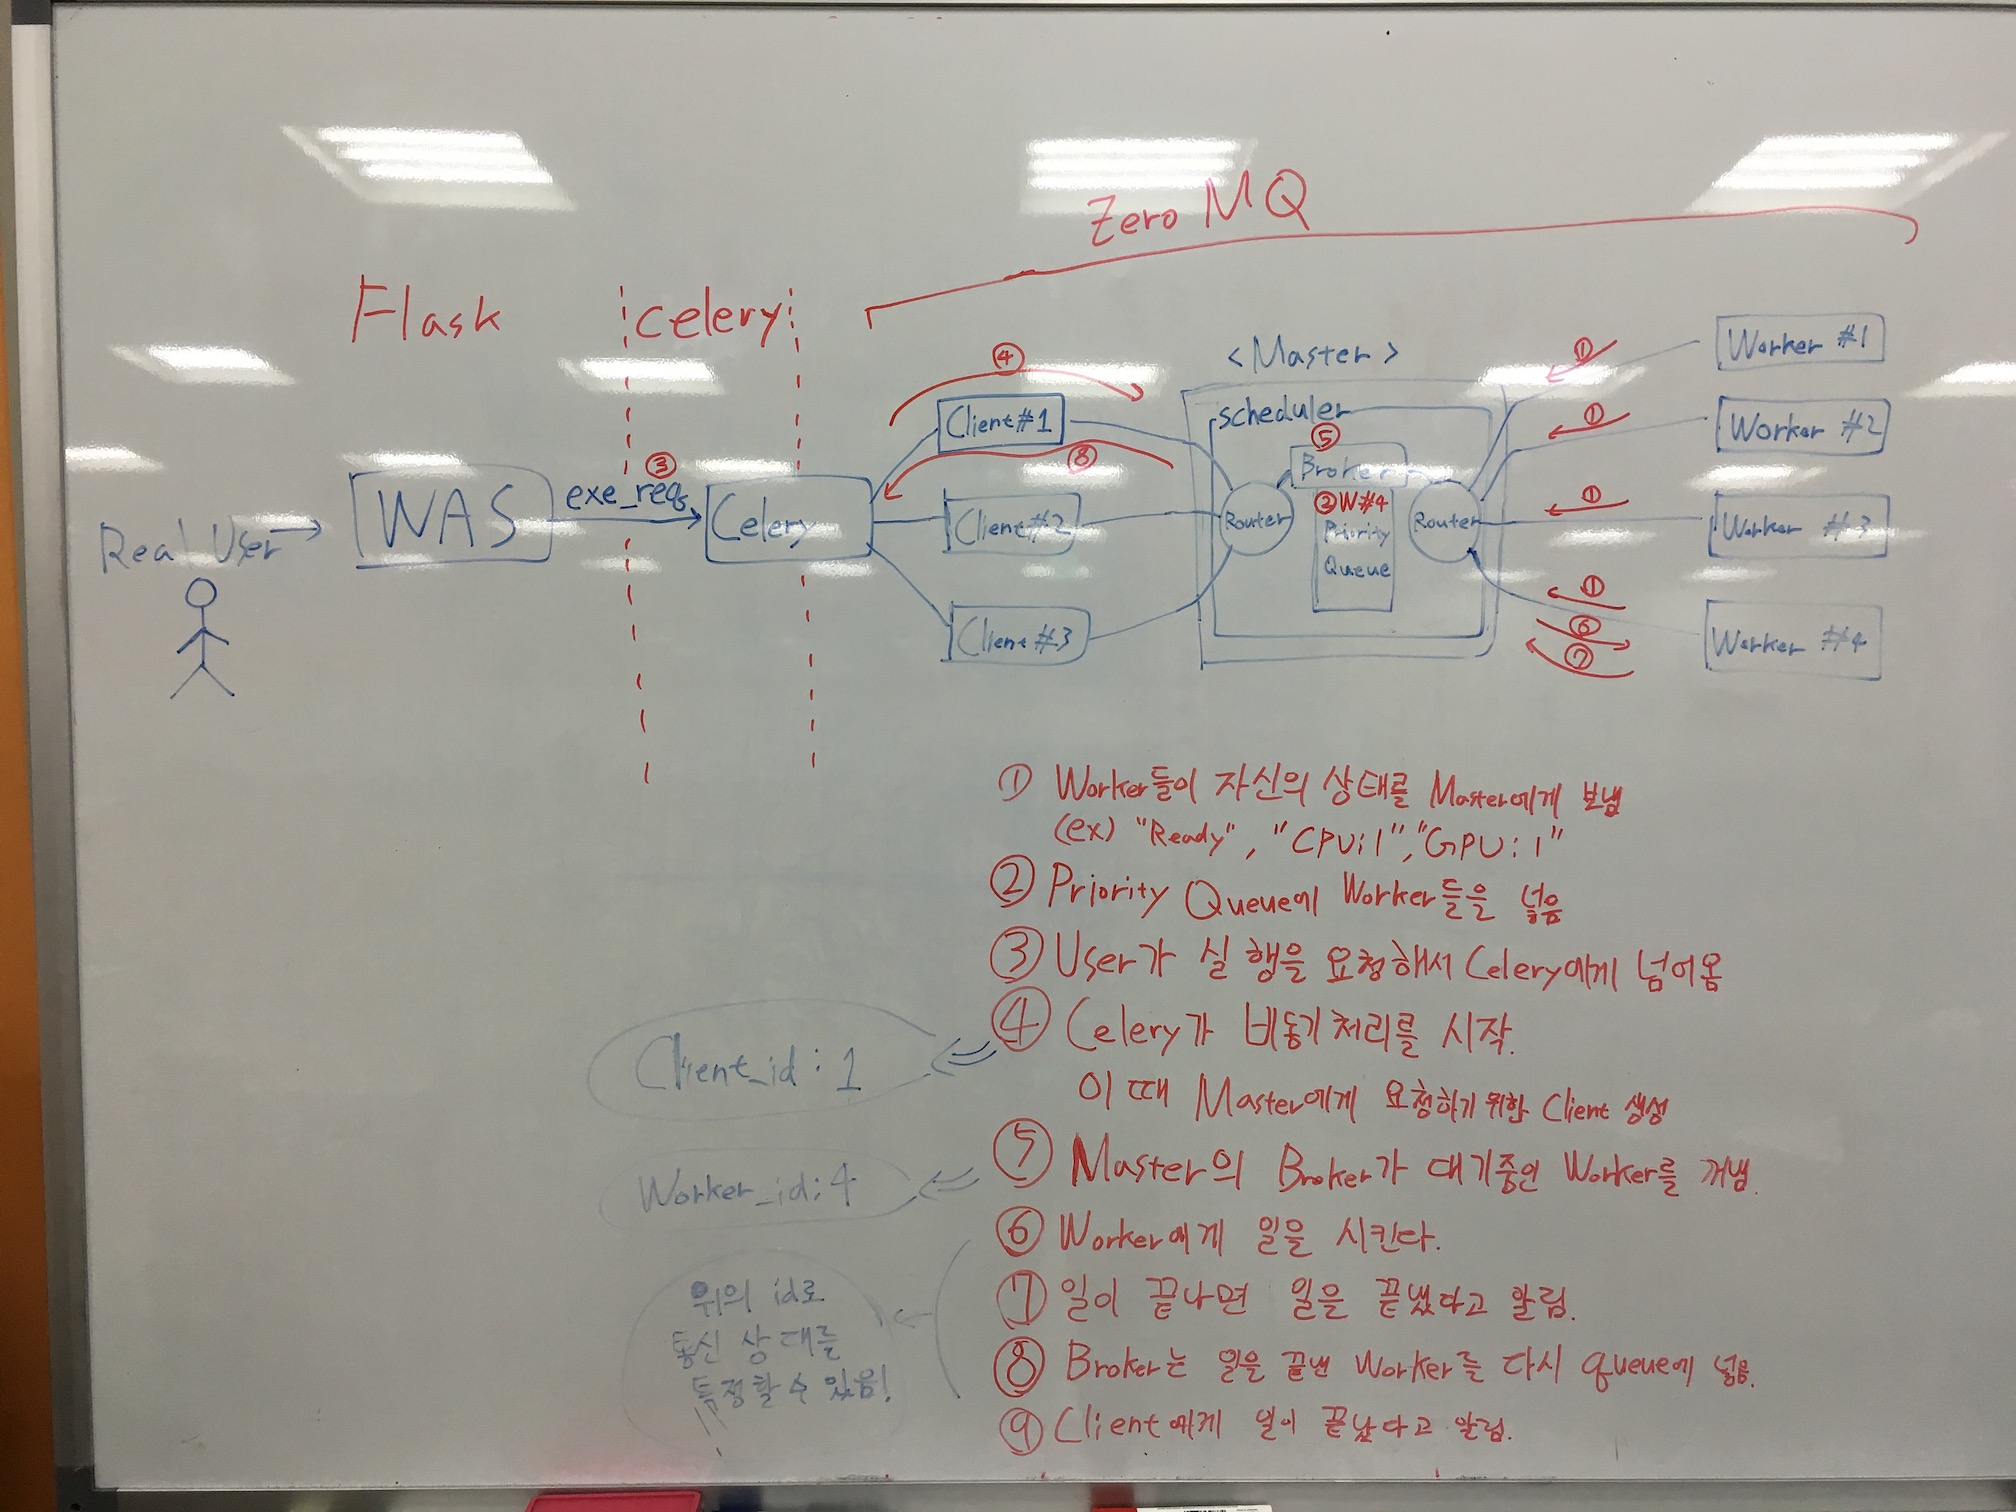 Zero MQ
Flask
celery
<Master>
Worker #1
④
①
scheduler
Client#1
Worker #2
①
⑤
⑧
Broker
③
exe_req
WAS
Celery
Client#2
Router
②W#4
Priority
Queue
Router
①
Worker #3
Real User
①
Client #3
⑥
⑦
Worker #4
① Worker들이 자신의 상태를 Master에게 보냄
(ex) "Ready", "CPU:1", "GPU:1"
② Priority Queue에 Worker들을 넣음
③ User가 실행을 요청해서 Celery에게 넘어옴
④ Celery가 비동기처리를 시작.
이 때 Master에게 요청하기 위한 Client 생성
Client_id : 1
⑤ Master의 Broker가 대기중인 Worker를 꺼냄.
Worker_id : 4
⑥ Worker에게 일을 시킨다.
⑦ 일이 끝나면 일을 끝냈다고 알림.
위의 id로
통신 상대를
특정할 수 있음!
⑧ Broker는 일을 끝낸 Worker를 다시 queue에 넣음.
⑨ Client에게 일이 끝났다고 알림.